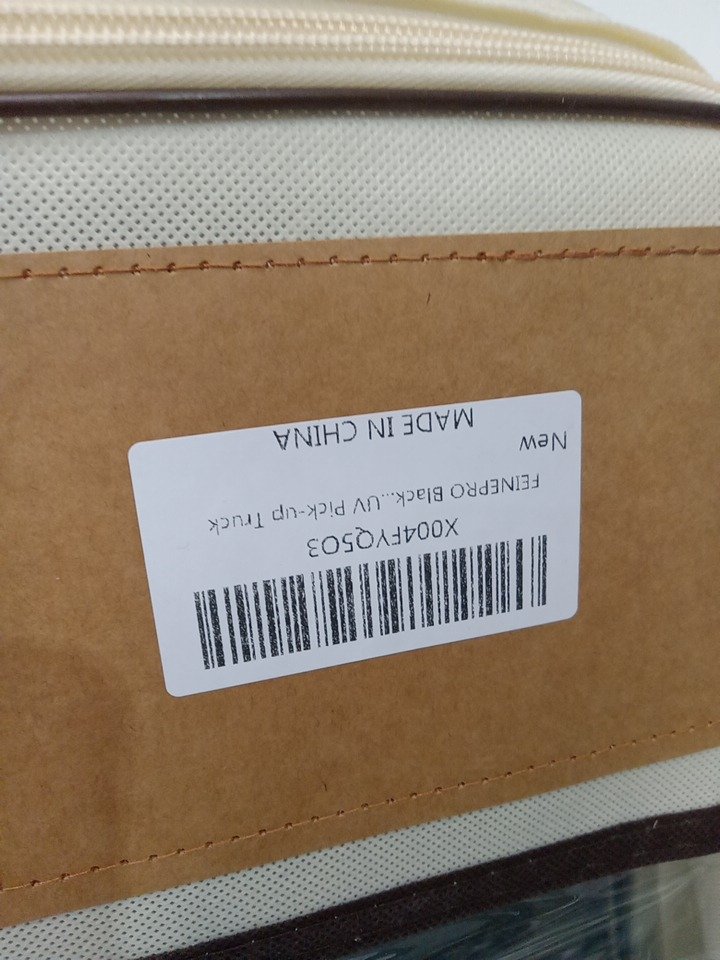 X004FYQ5O3
FEINEPRO Black...UV Pick-up Truck
New
MADE IN CHINA